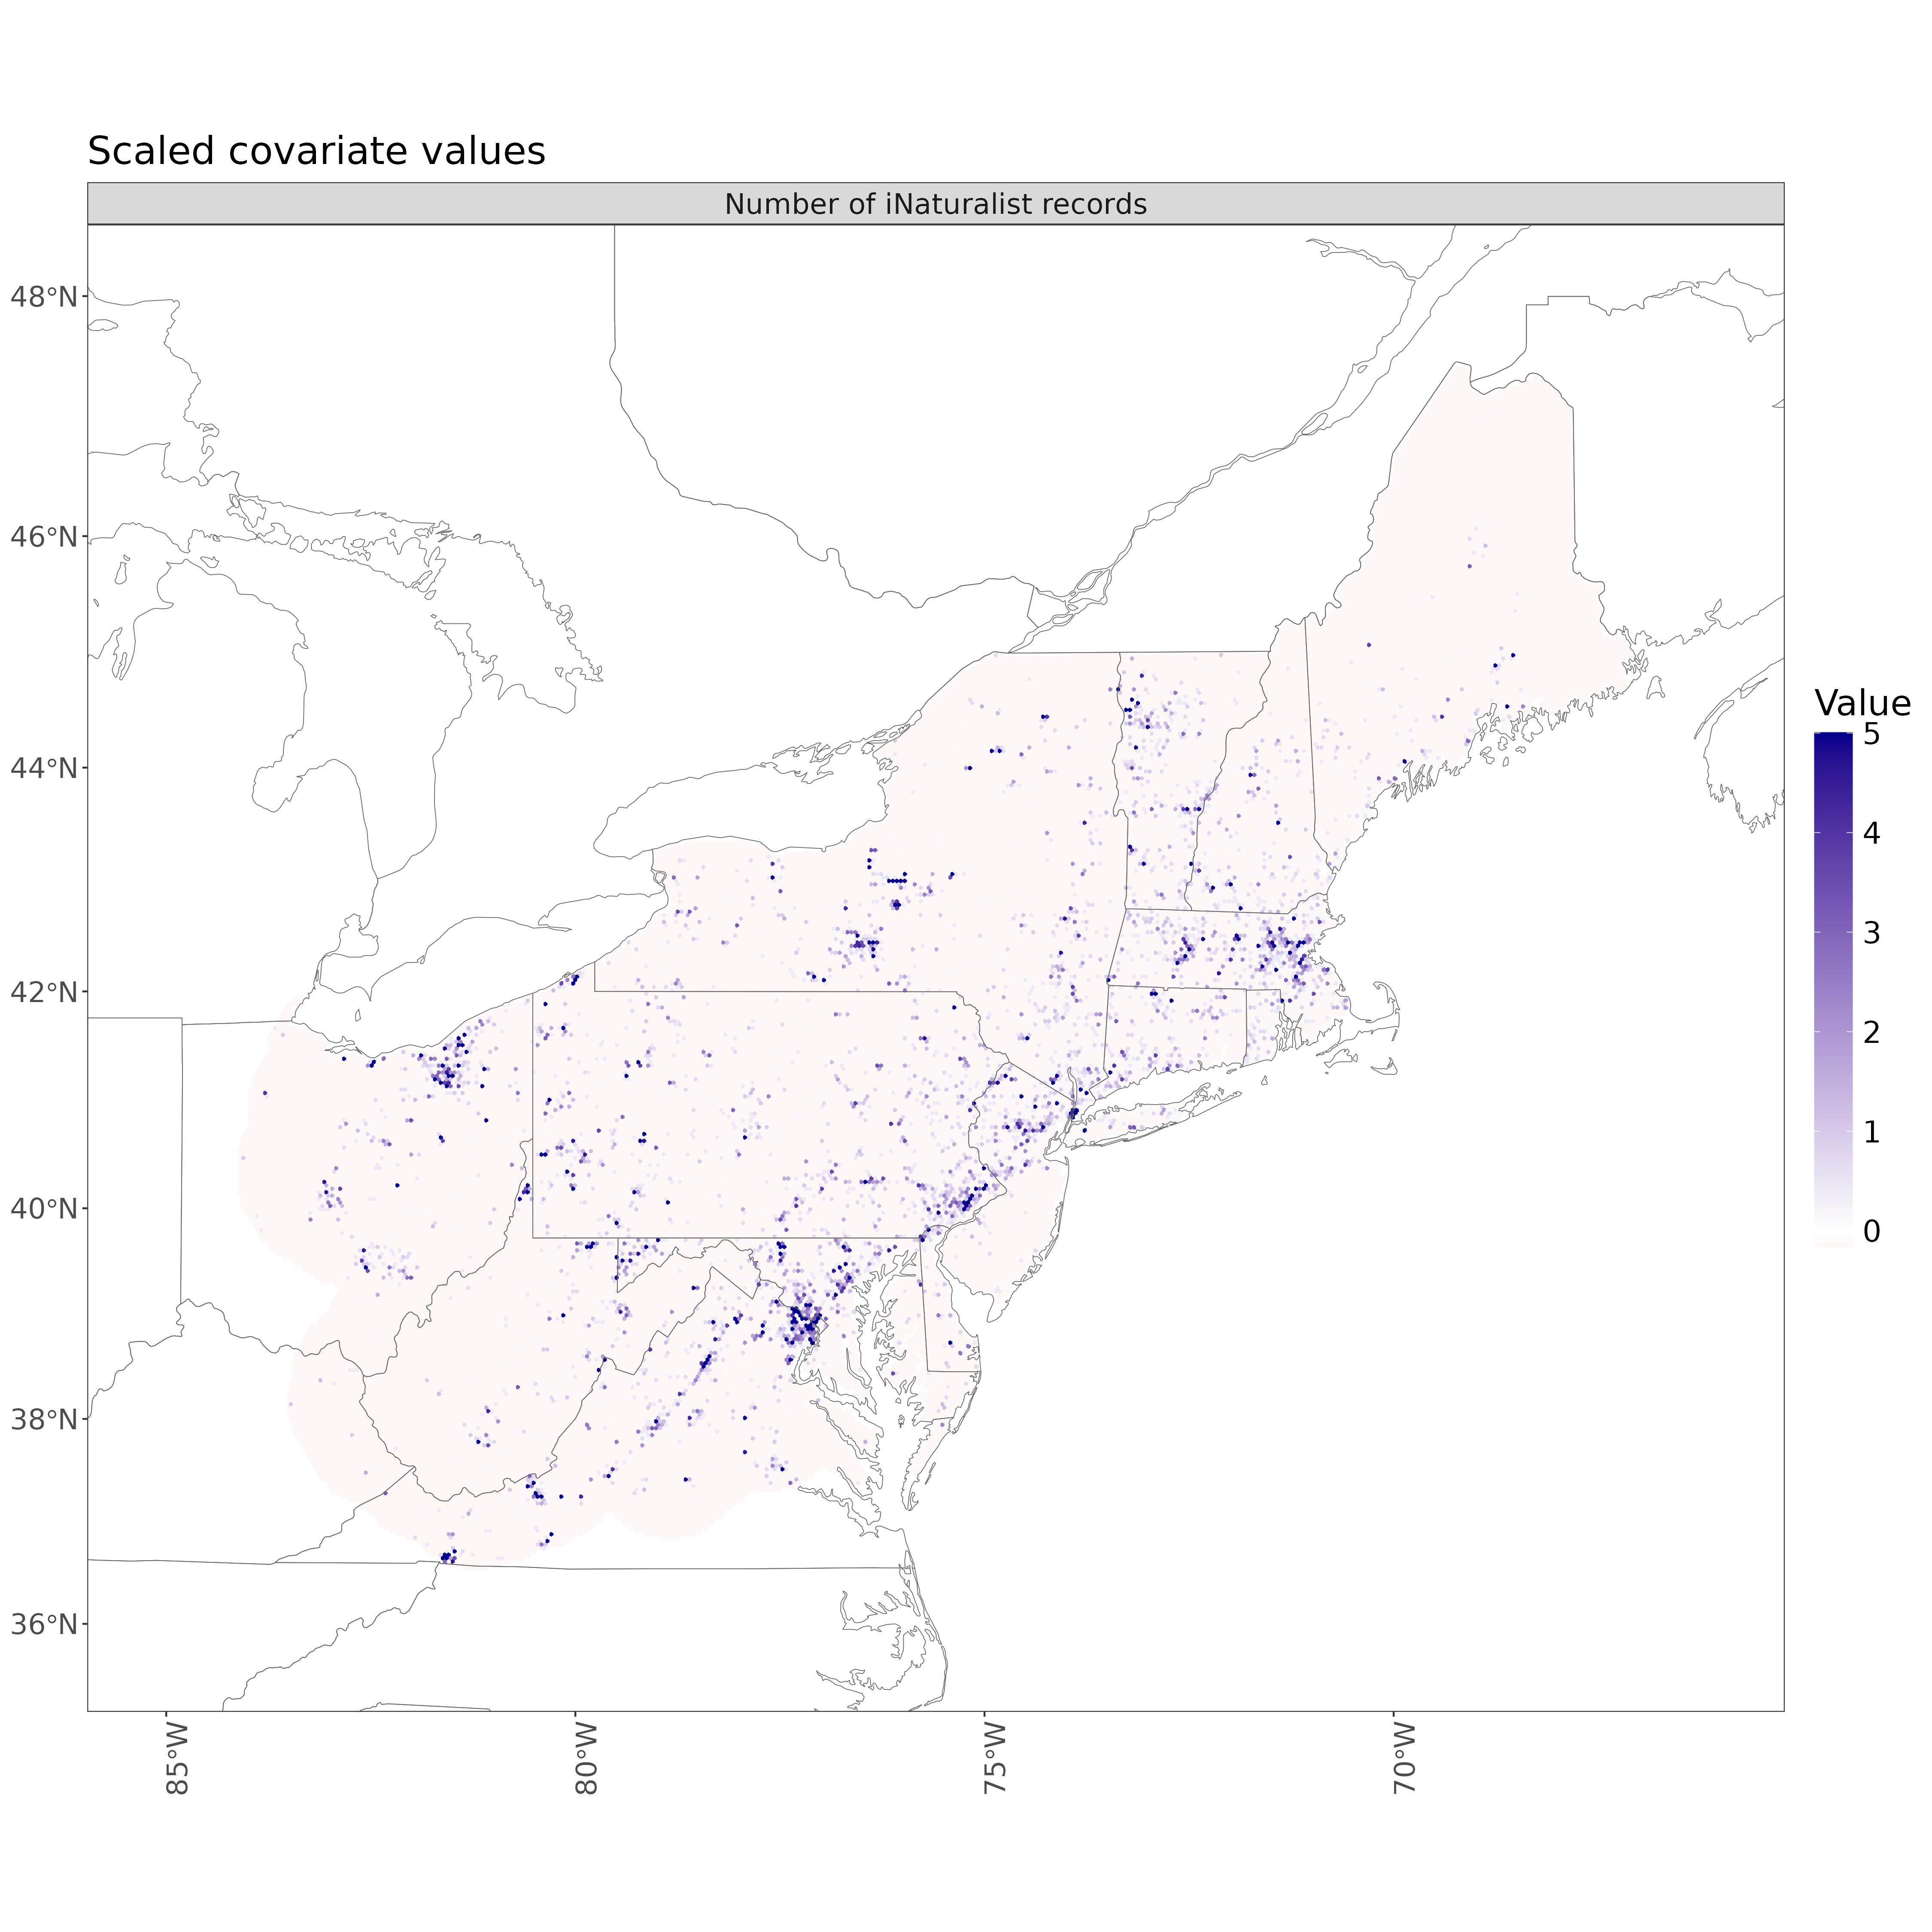 Scaled covariate values
Number of iNaturalist records
48°N
46°N
44°N
42°N
40°N
38°N
36°N
85°W
80°W
75°W
70°W
Value
5
4
3
2
1
0